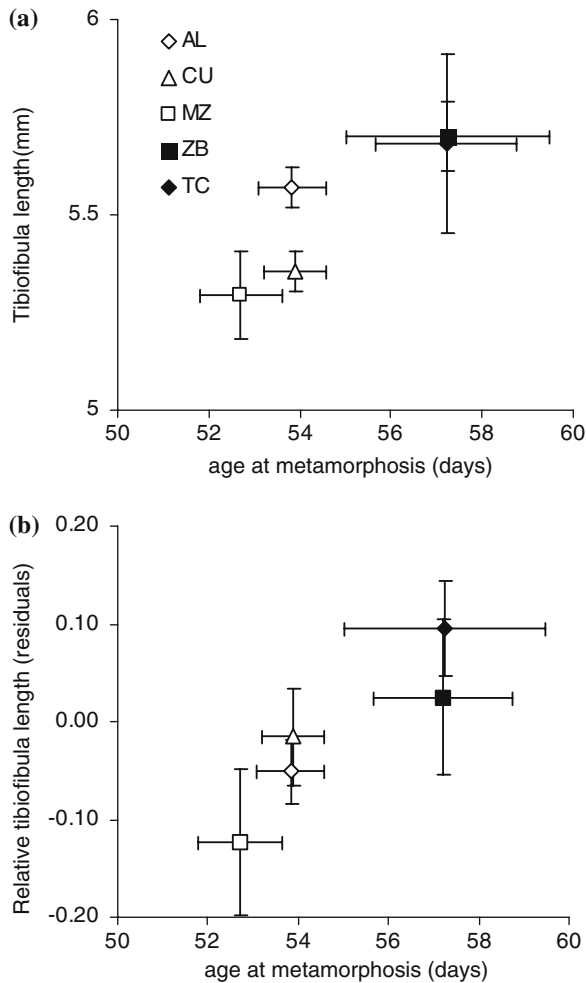 (a)
6
AL
CU
MZ
ZB
TC
5.5
5
Tibiofibula length(mm)
50 52 54 56 58 60
age at metamorphosis (days)
(b)
0.20
0.10
0.00
-0.10
-0.20
Relative tibiofibula length (residuals)
50 52 54 56 58 60
age at metamorphosis (days)